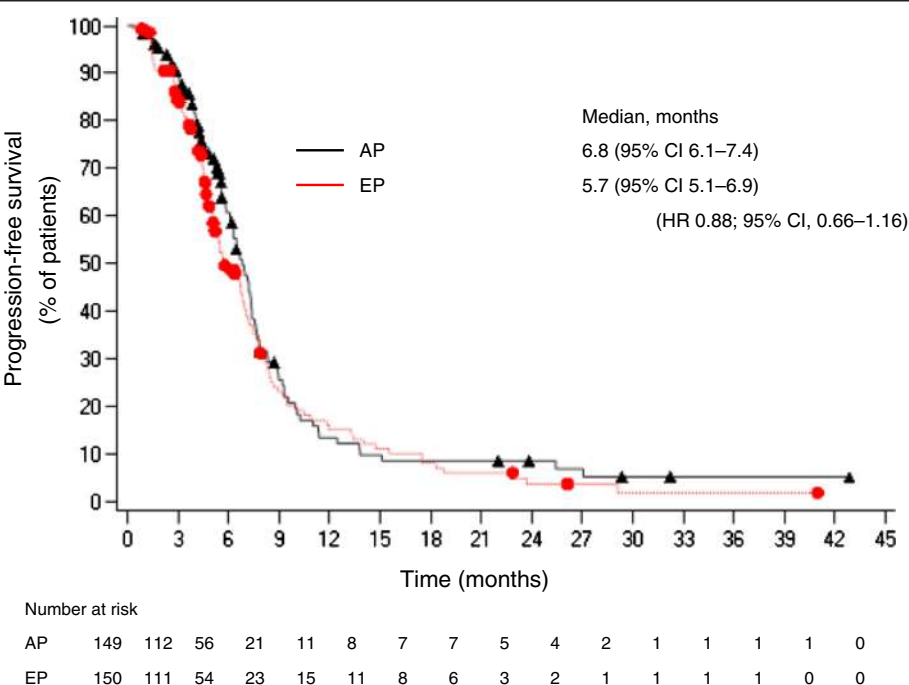 Progression-free survival
(% of patients)
100
90
80
70
60
50
40
30
20
10
0
Median, months
AP 6.8 (95% CI 6.1–7.4)
EP 5.7 (95% CI 5.1–6.9)
(HR 0.88; 95% CI, 0.66–1.16)
0 3 6 9 12 15 18 21 24 27 30 33 36 39 42 45
Time (months)
Number at risk
AP 149 112 56 21 11 8 7 7 5 4 2 1 1 1 1 0
EP 150 111 54 23 15 11 8 6 3 2 1 1 1 1 0 0